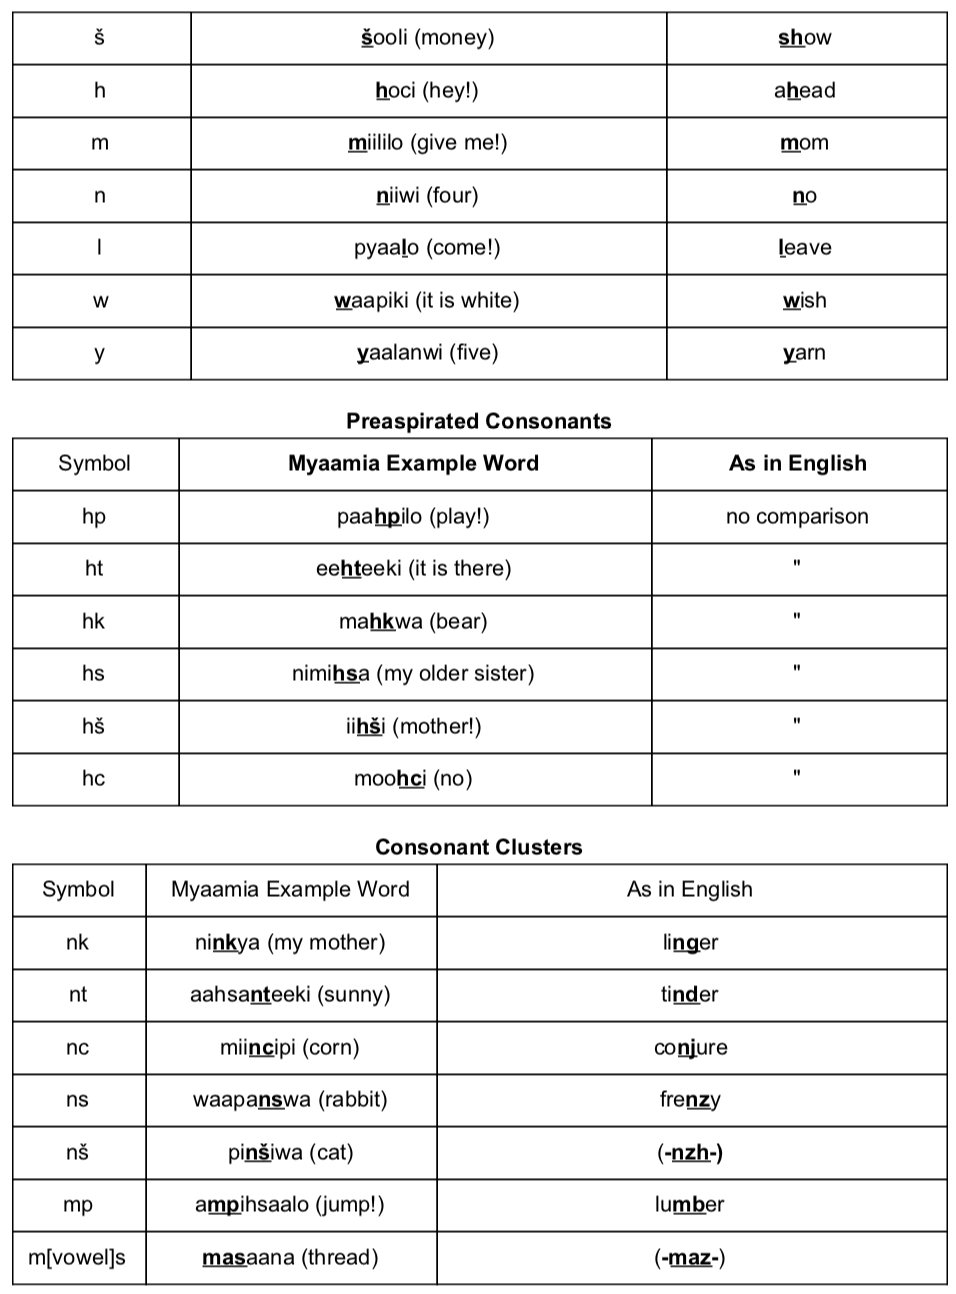 š šooli (money) show
h hoci (hey!) ahead
m miililo (give me!) mom
n niiwi (four) no
l pyaalo (come!) leave
w waapiki (it is white) wish
y yaalanwi (five) yarn
Preaspirated Consonants
Symbol Myaamia Example Word As in English
hp paahpilo (play!) no comparison
ht eehteeki (it is there) "
hk mahkwa (bear) "
hs nimihsa (my older sister) "
hš iihši (mother!) "
hc moohci (no) "
Consonant Clusters
Symbol Myaamia Example Word As in English
nk ninkya (my mother) linger
nt aahsanteeki (sunny) tinder
nc miincipi (corn) conjure
ns waapanswa (rabbit) frenzy
nš pinšiwa (cat) (-nzh-)
mp ampihsaalo (jump!) lumber
m[vowel]s masaana (thread) (-maz-)